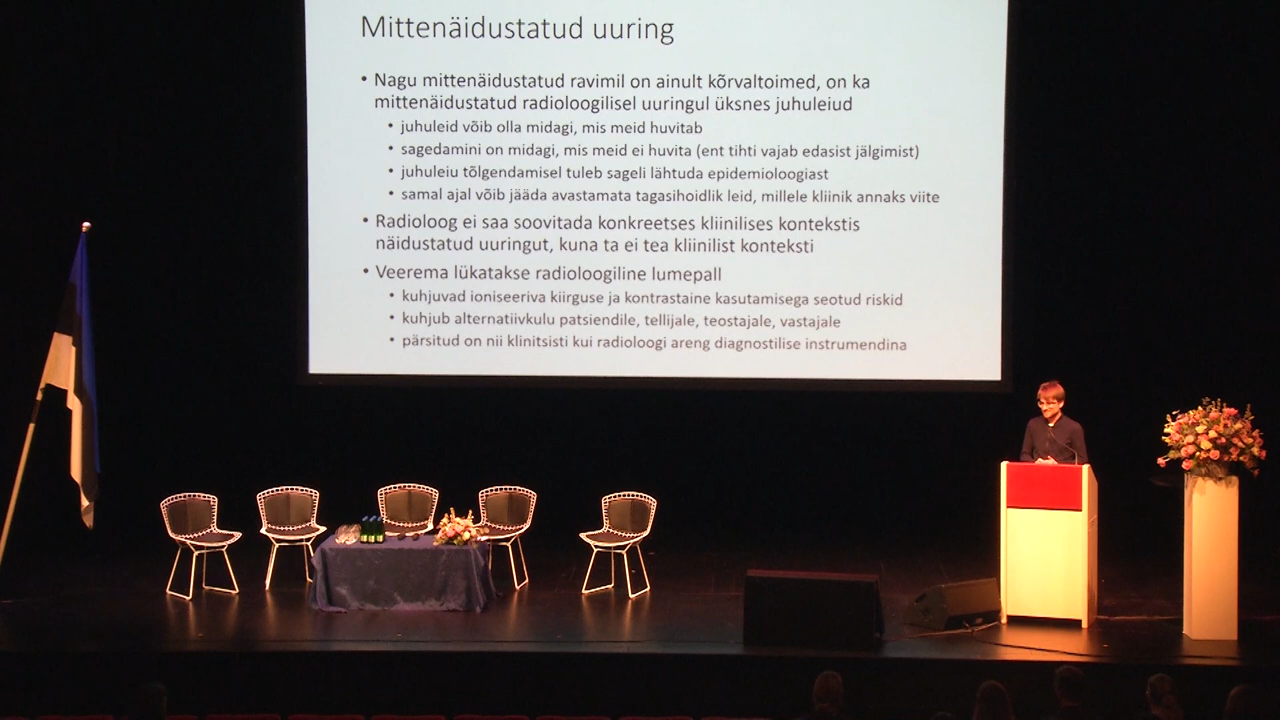 Mittenäidustatud uuring
• Nagu mittenäidustatud ravimil on ainult kõrvaltoimed, on ka
mittenäidustatud radioloogilisel uuringul üksnes juhuleiud
• juhuleid võib olla midagi, mis meid huvitab
• sagedamini on midagi, mis meid ei huvita (ent tihti vajab edasist jälgimist)
• juhuleiu tõlgendamisel tuleb sageli lähtuda epidemioloogiast
• samal ajal võib jääda avastamata tagasihoidlik leid, millele kliinik annaks viite
• Radioloog ei saa soovitada konkreetses kliinilises kontekstis
näidustatud uuringut, kuna ta ei tea kliinilist konteksti
• Veerema lükatakse radioloogiline lumepall
• kuhjuvad ioniseeriva kiirguse ja kontrastaine kasutamisega seotud riskid
• kuhjub alternatiivkulu patsiendile, tellijale, teostajale, vastajale
• pärsitud on nii klinitsisti kui radioloogi areng diagnostilise instrumendina